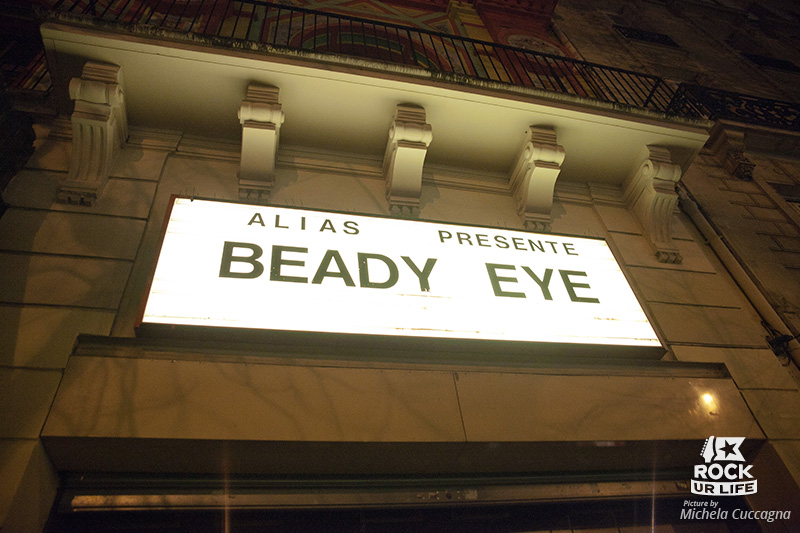 ALIAS PRESENTE
BEADY EYE
ROCK
UR LIFE
Picture by
Michela Cuccagna